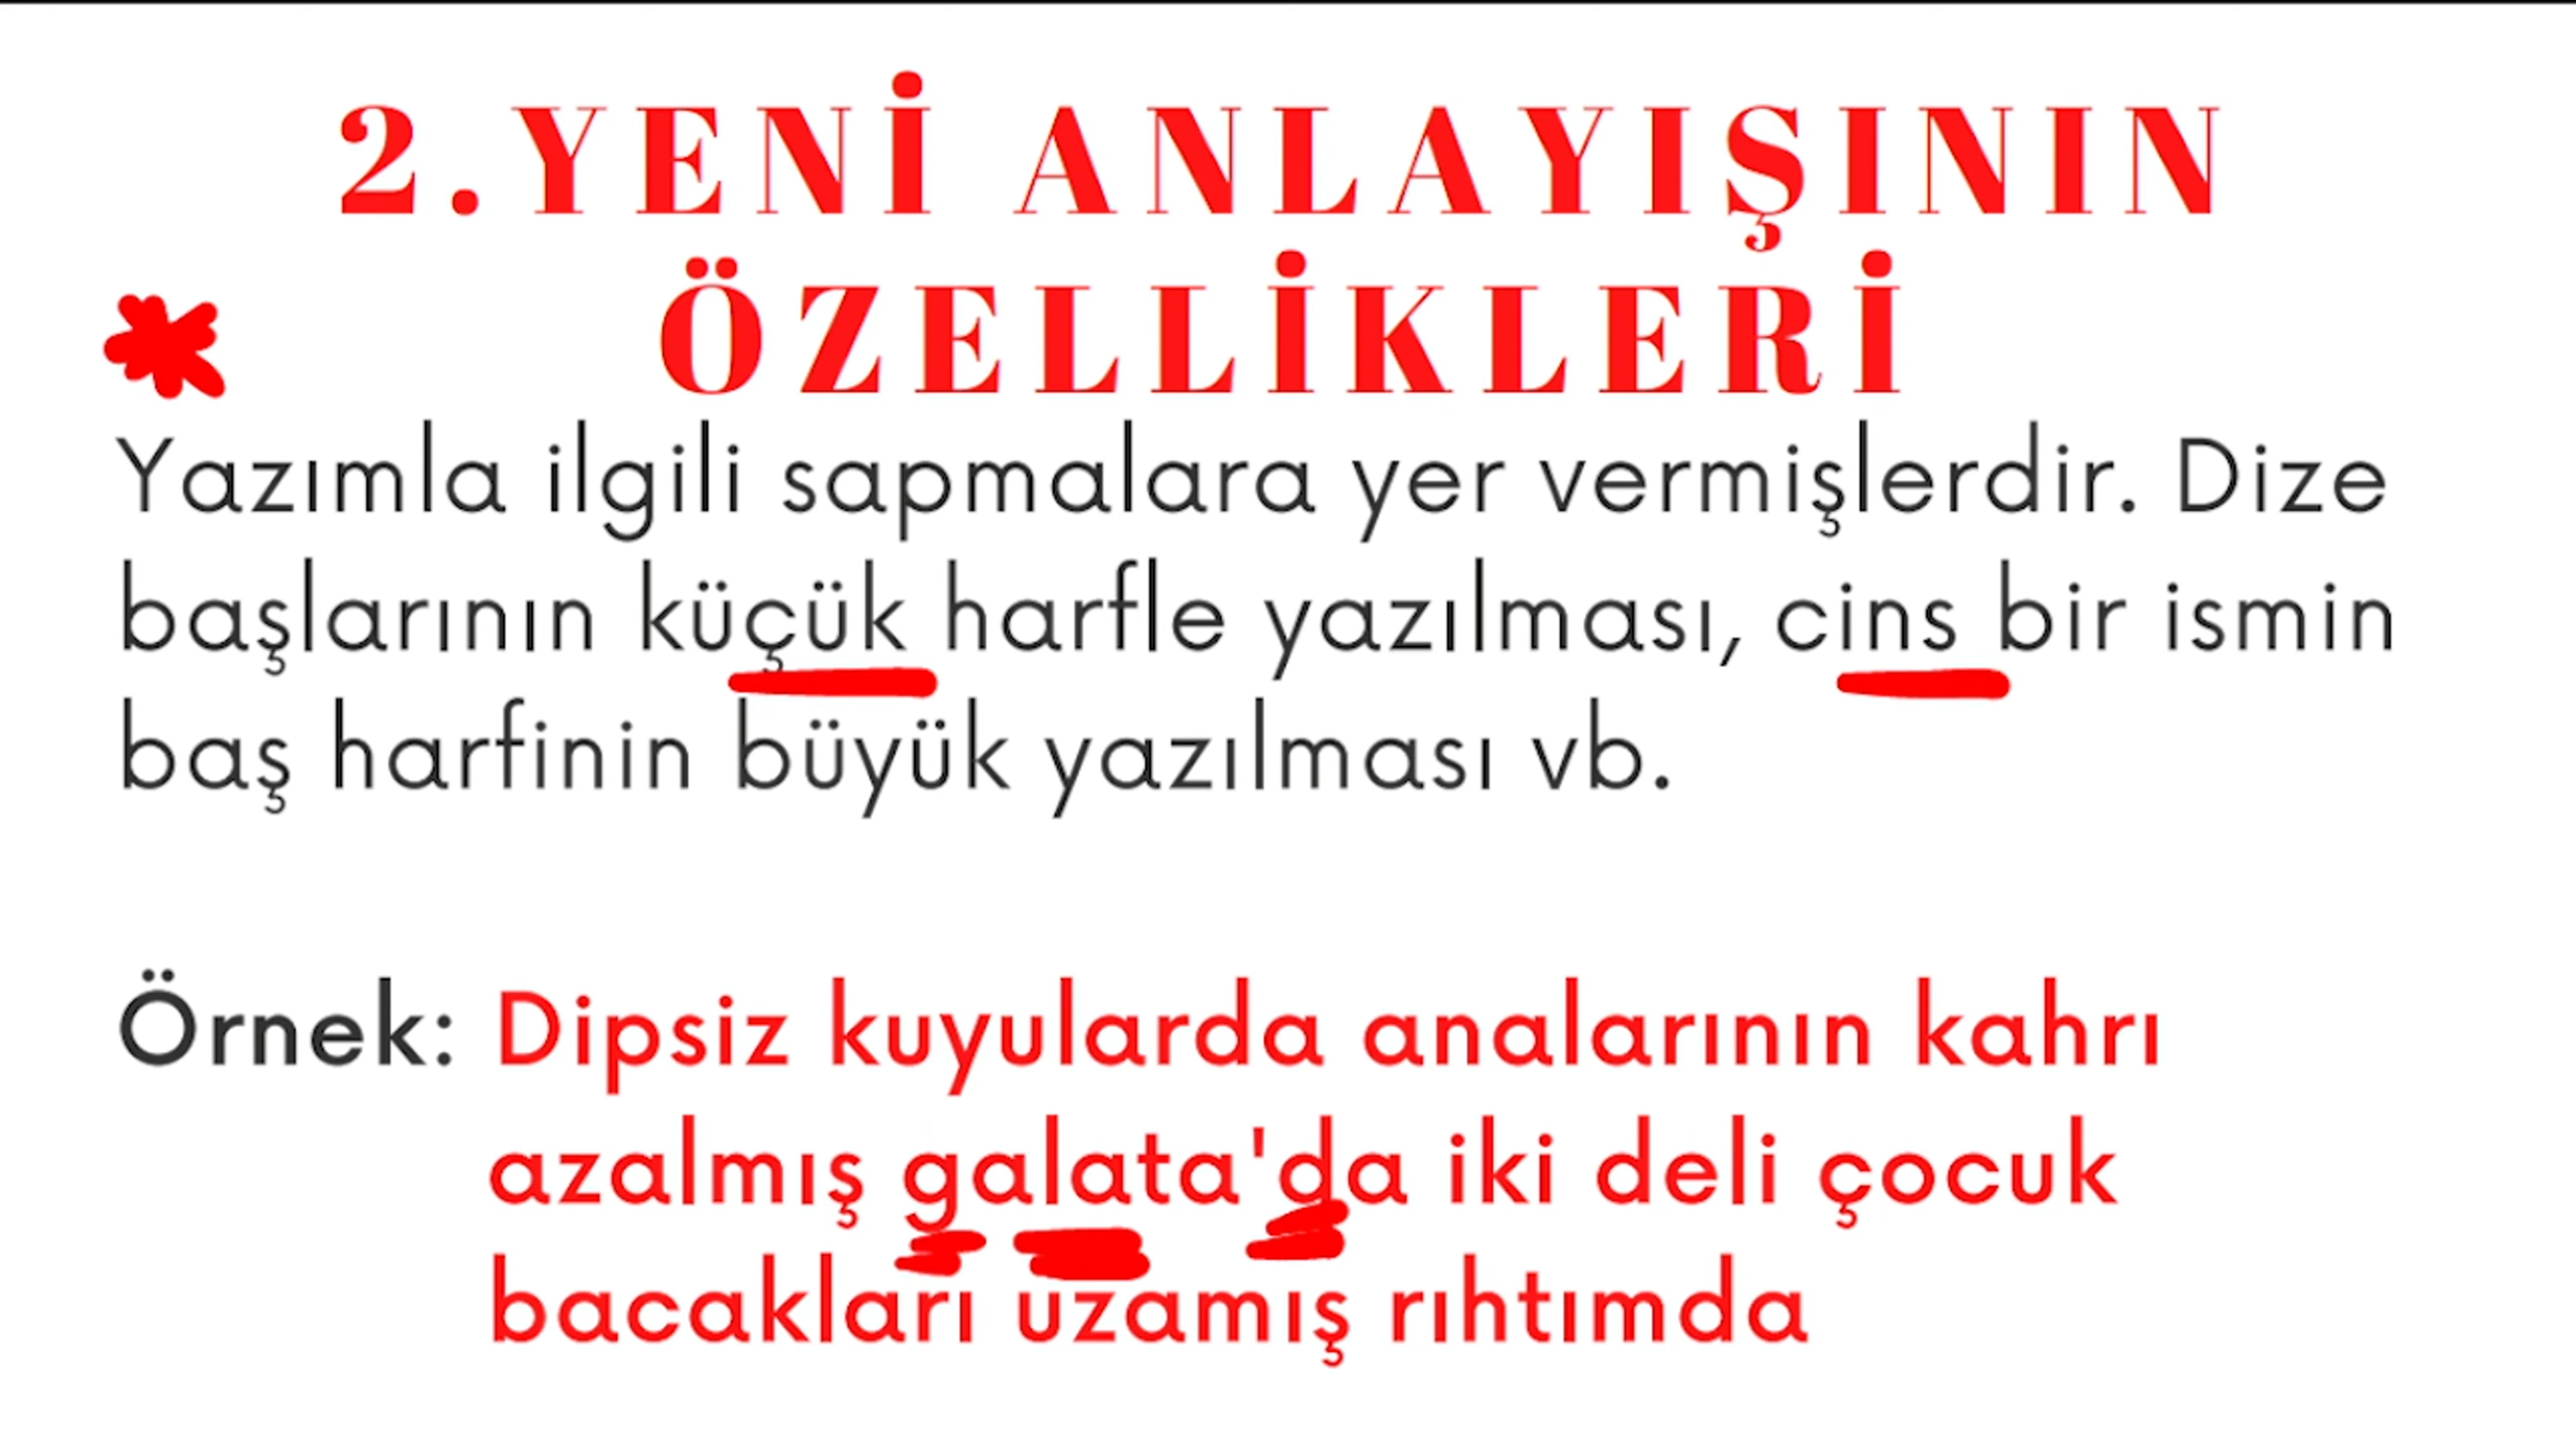 2.YENİ ANLAYIŞININ
ÖZELLİKLERİ
Yazımla ilgili sapmalara yer vermişlerdir. Dize
başlarının küçük harfle yazılması, cins bir ismin
baş harfinin büyük yazılması vb.
Örnek: Dipsiz kuyularda analarının kahrı
azalmış galata'da iki deli çocuk
bacakları uzamış rıhtımda